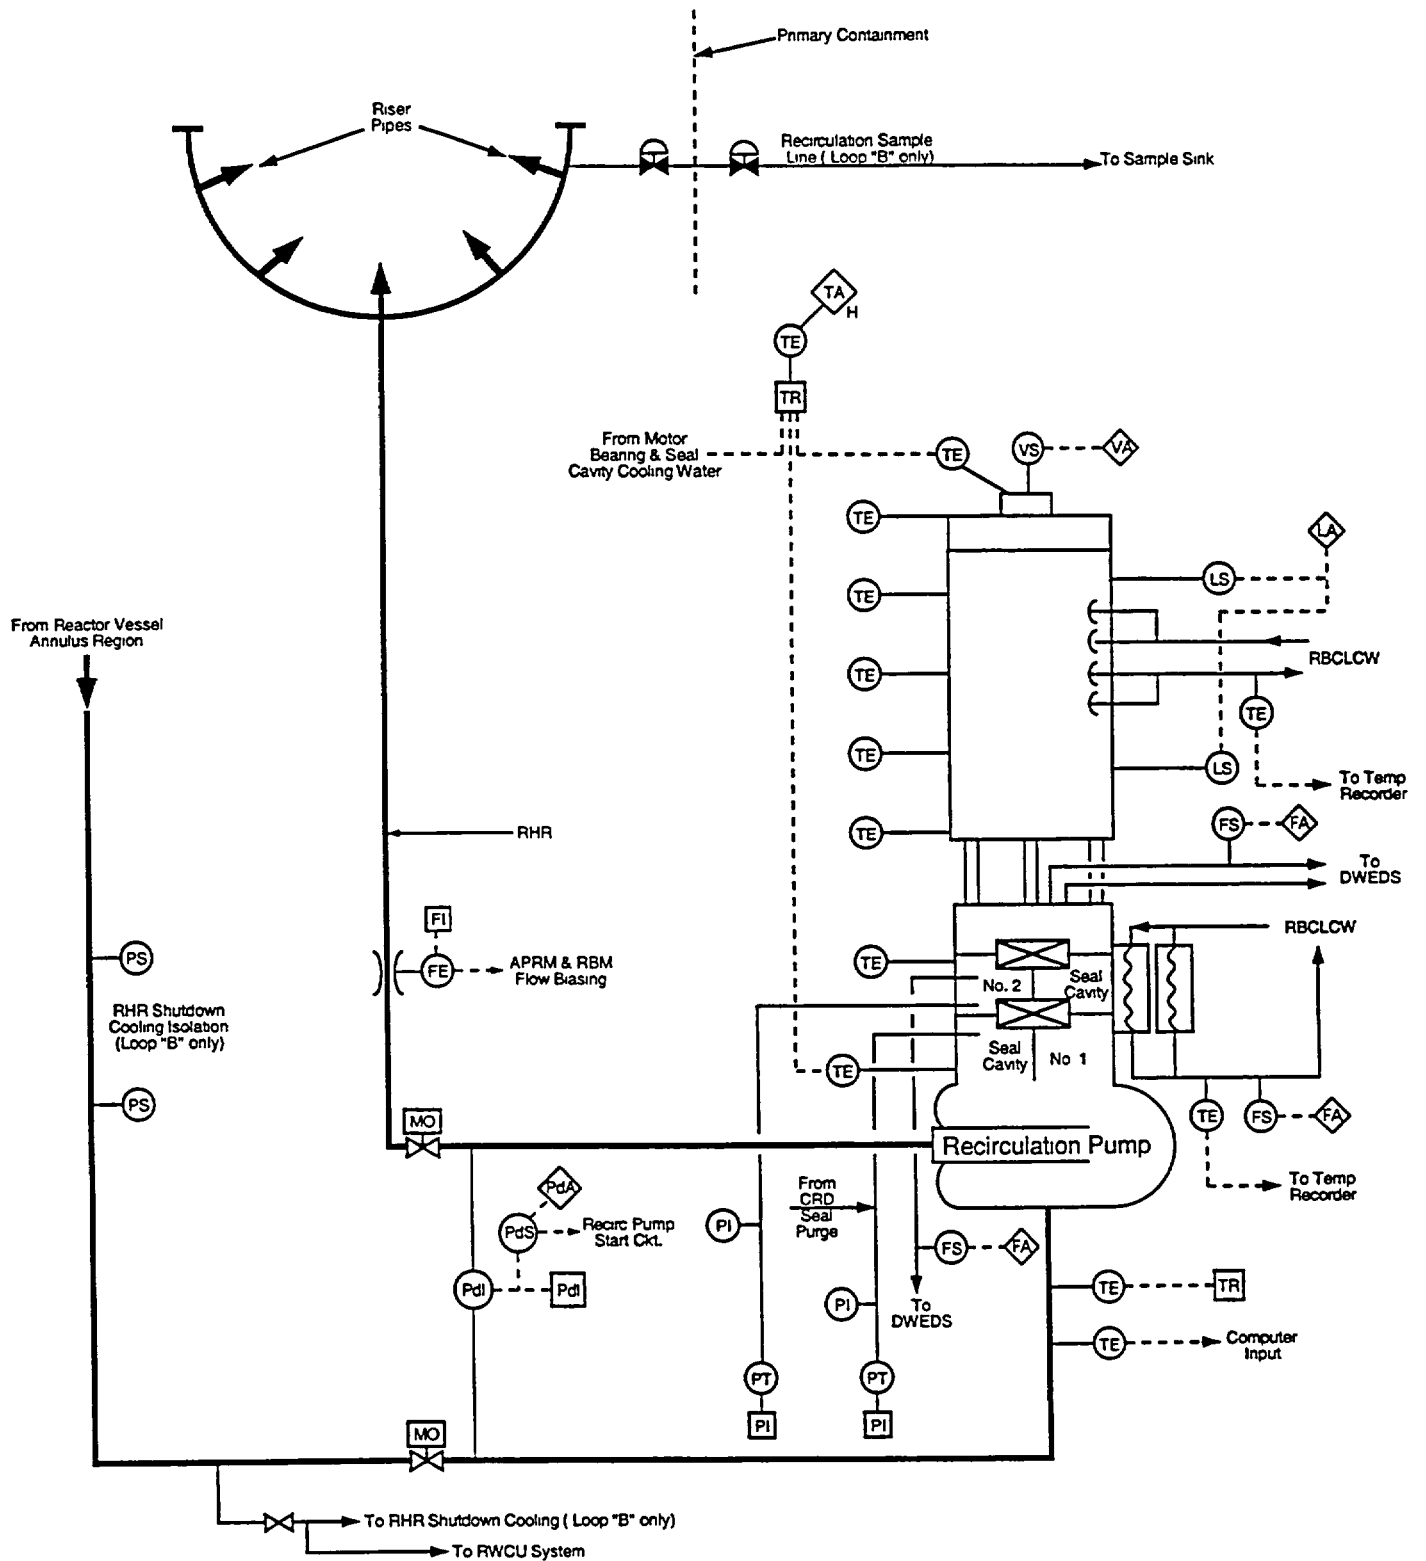 Primary Containment
Riser
Pipes
Recirculation Sample
Line ( Loop "B" only)
To Sample Sink
TA
H
TE
TR
From Motor
Bearing & Seal
Cavity Cooling Water
TE
VS
VA
TE
LA
TE
LS
From Reactor Vessel
Annulus Region
RBCLCW
TE
TE
TE
LS
To Temp
Recorder
FS
FA
RHR
TE
To
DWEDS
FI
RBCLCW
PS
FE
APRM & RBM
Flow Biasing
TE
No. 2
Seal
Cavity
RHR Shutdown
Cooling Isolation
(Loop "B" only)
Seal
Cavity
No 1
TE
PS
MO
TE
FS
FA
Recirculation Pump
PdA
From
CRD
Seal
Purge
To Temp
Recorder
PdS
Recirc Pump
Start Ckt.
PI
FS
FA
PdI
PdI
PI
To
DWEDS
TE
TR
TE
Computer
Input
PT
PT
PI
PI
MO
To RHR Shutdown Cooling ( Loop "B" only)
To RWCU System